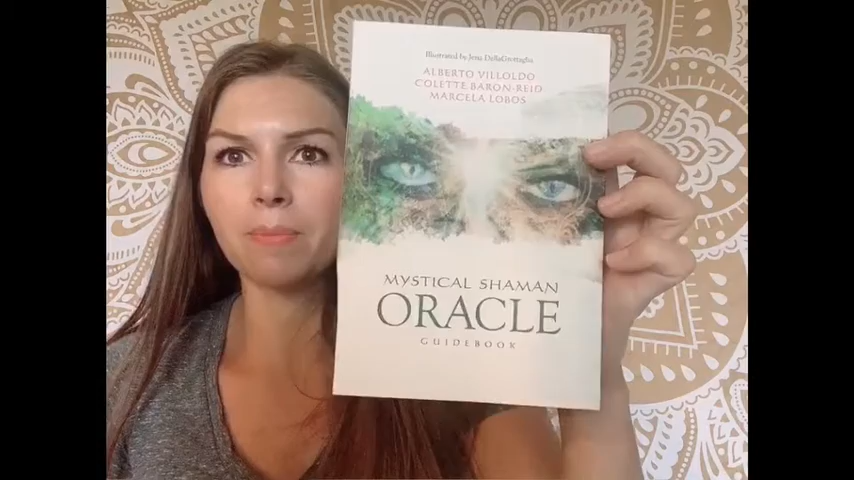 Illustrated by Jena DellaGrottaglia
ALBERTO VILLOLDO
COLETTE BARON-REID
MARCELA LOBOS
MYSTICAL SHAMAN
ORACLE
GUIDEBOOK